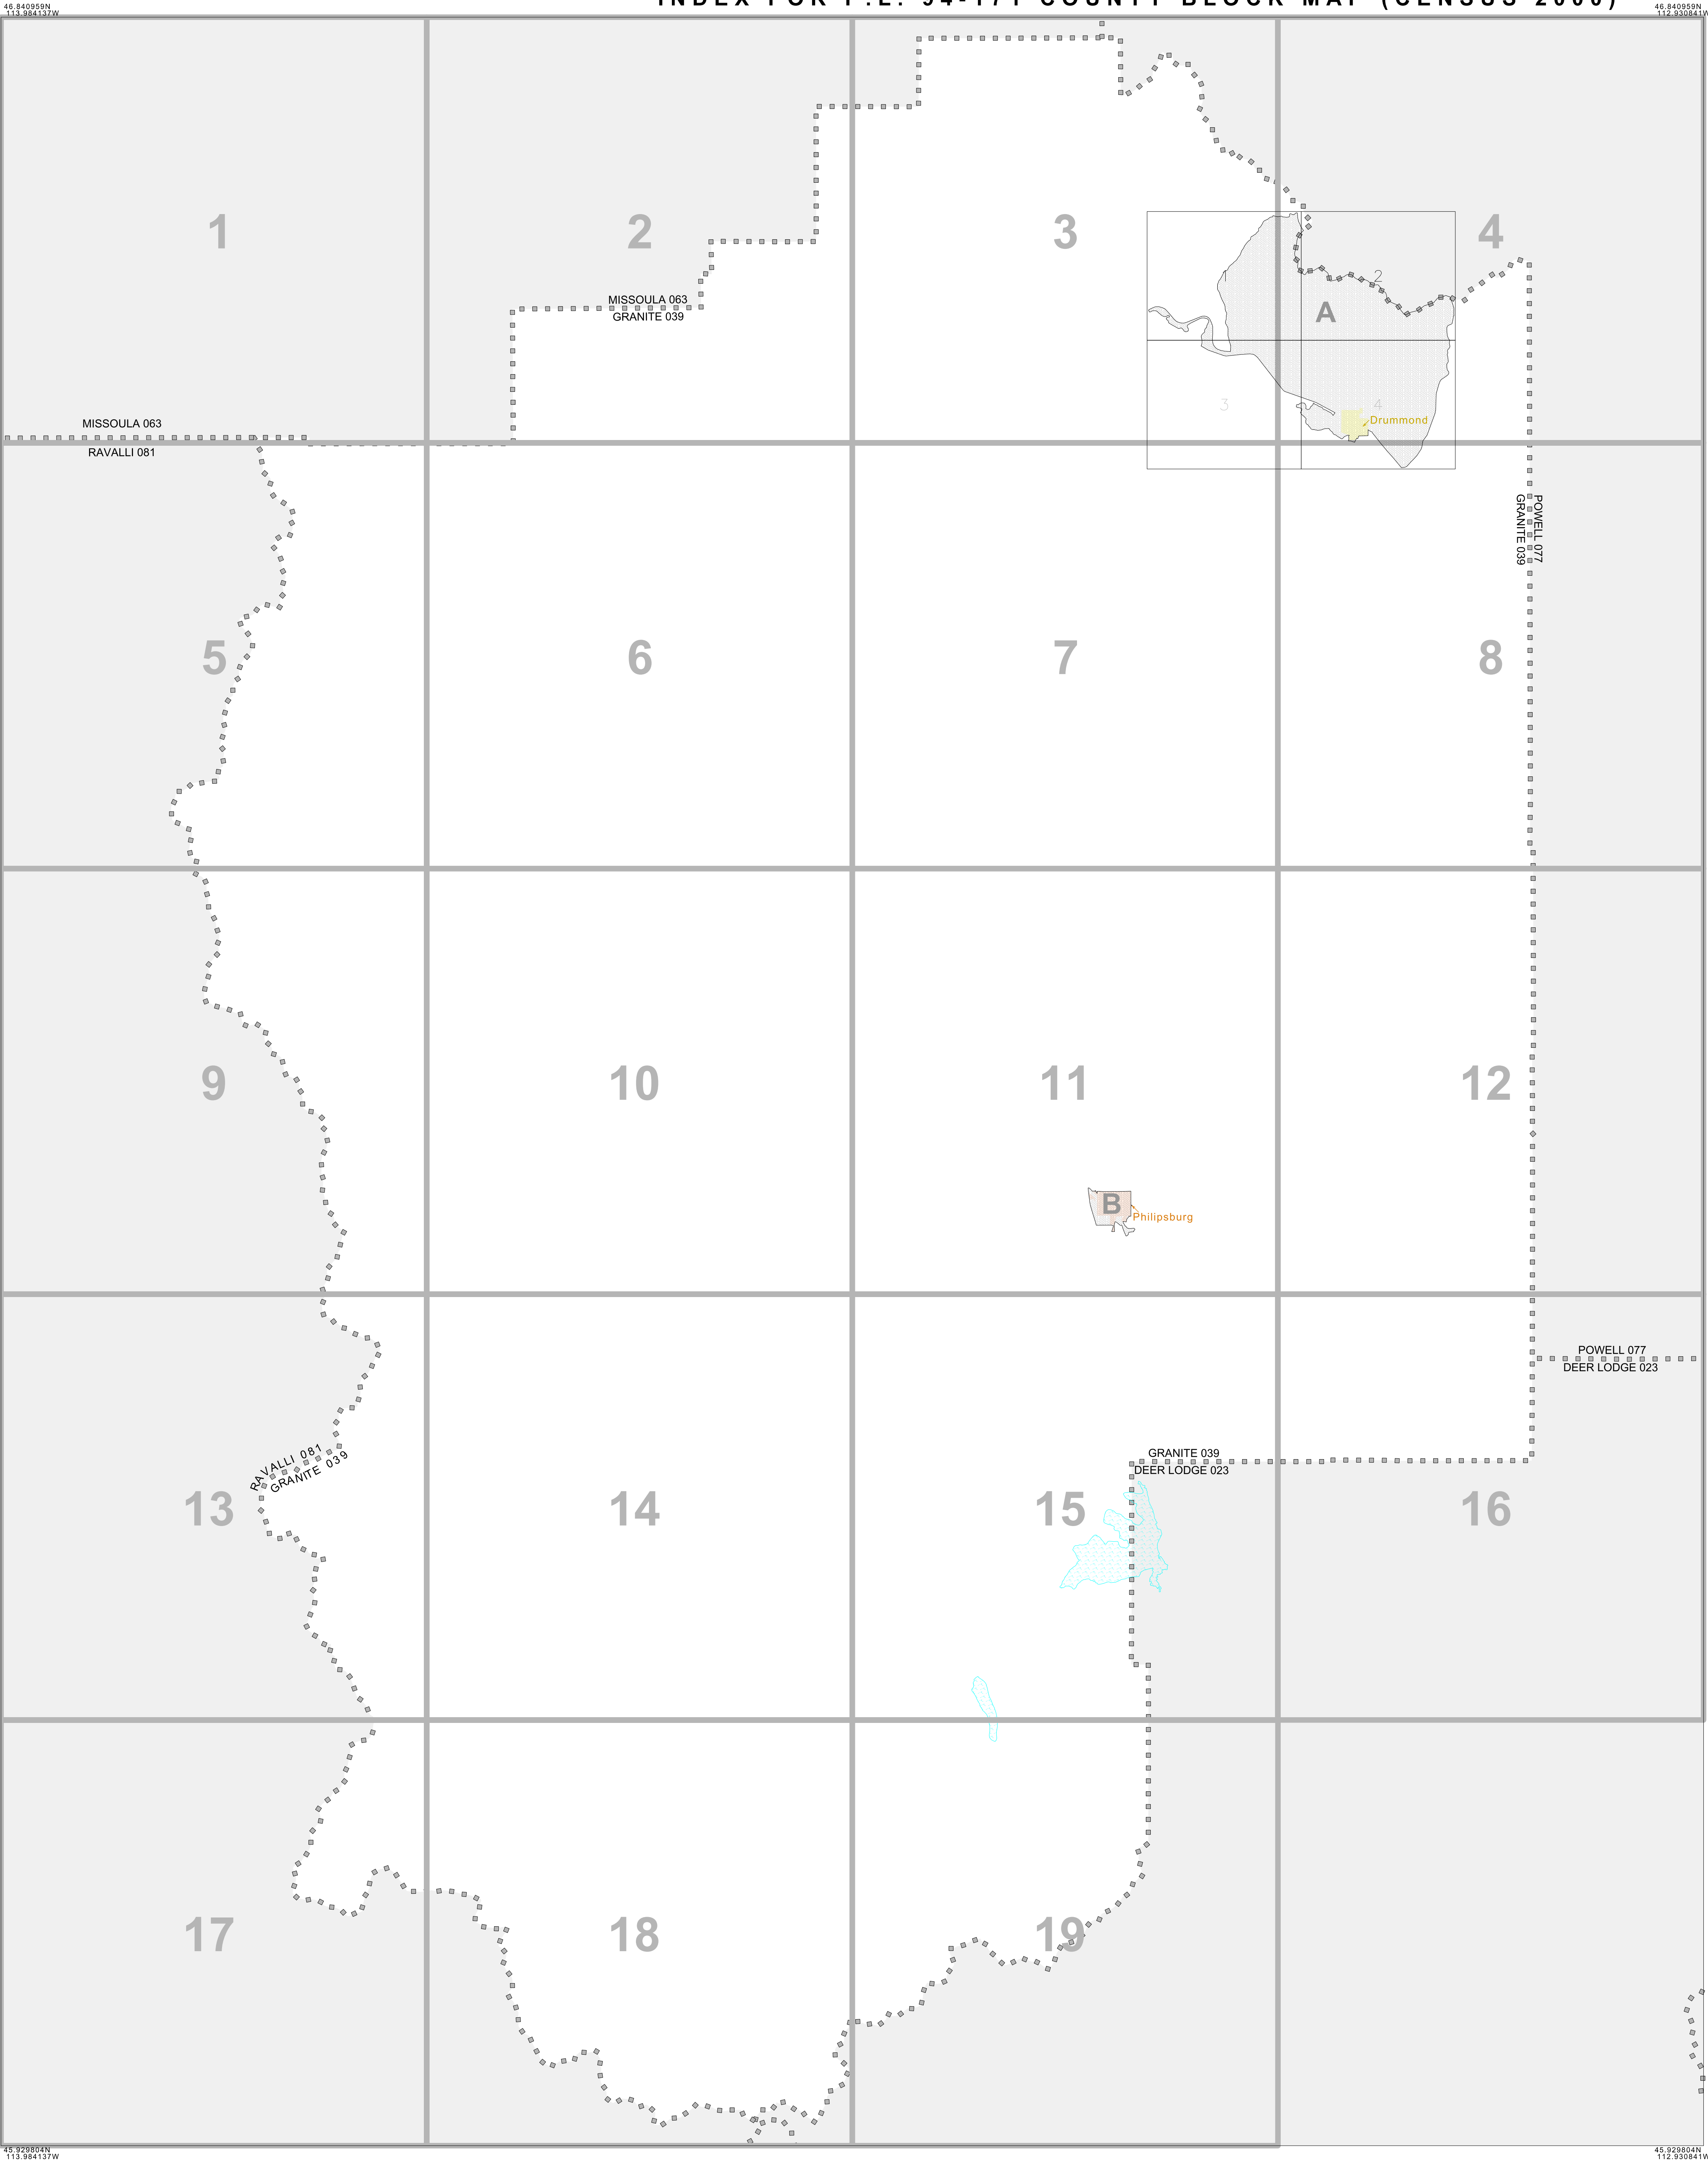 INDEX FOR P.L. 94-171 COUNTY BLOCK MAP (CENSUS 2000)
46.840959N
113.984137W
46.840959N
112.930841W
1
2
3
4
1
2
A
MISSOULA 063
GRANITE 039
3
4
Drummond
MISSOULA 063
RAVALLI 081
POWELL 077
GRANITE 039
5
6
7
8
9
10
11
12
B
Philipsburg
POWELL 077
DEER LODGE 023
RAVALLI 081
GRANITE 039
GRANITE 039
DEER LODGE 023
13
14
15
16
17
18
19
45.929804N
113.984137W
45.929804N
112.930841W